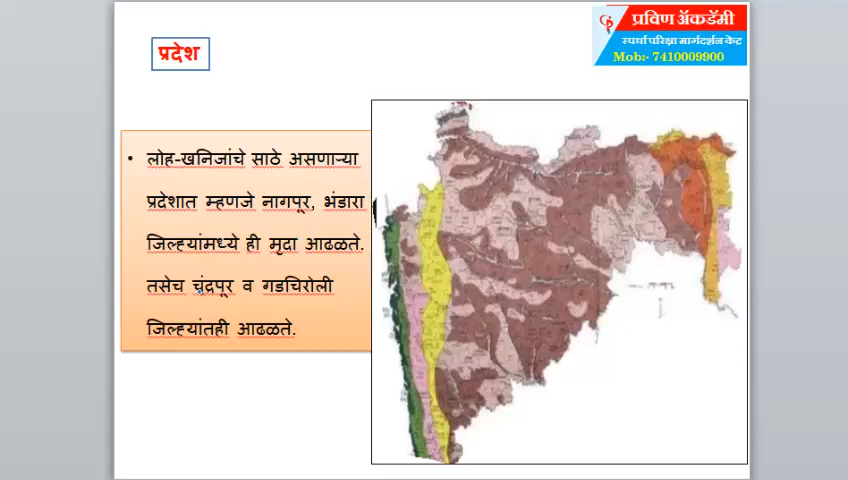 प्रविण ॲकडॅमी
स्पर्धा परिक्षा मार्गदर्शन केंद्र
Mob:- 7410009900
प्रदेश
• लोह-खनिजांचे साठे असणाऱ्या
प्रदेशात म्हणजे नागपूर, भंडारा
जिल्ह्यांमध्ये ही मृदा आढळते.
तसेच चंद्रपूर व गडचिरोली
जिल्ह्यांतही आढळते.